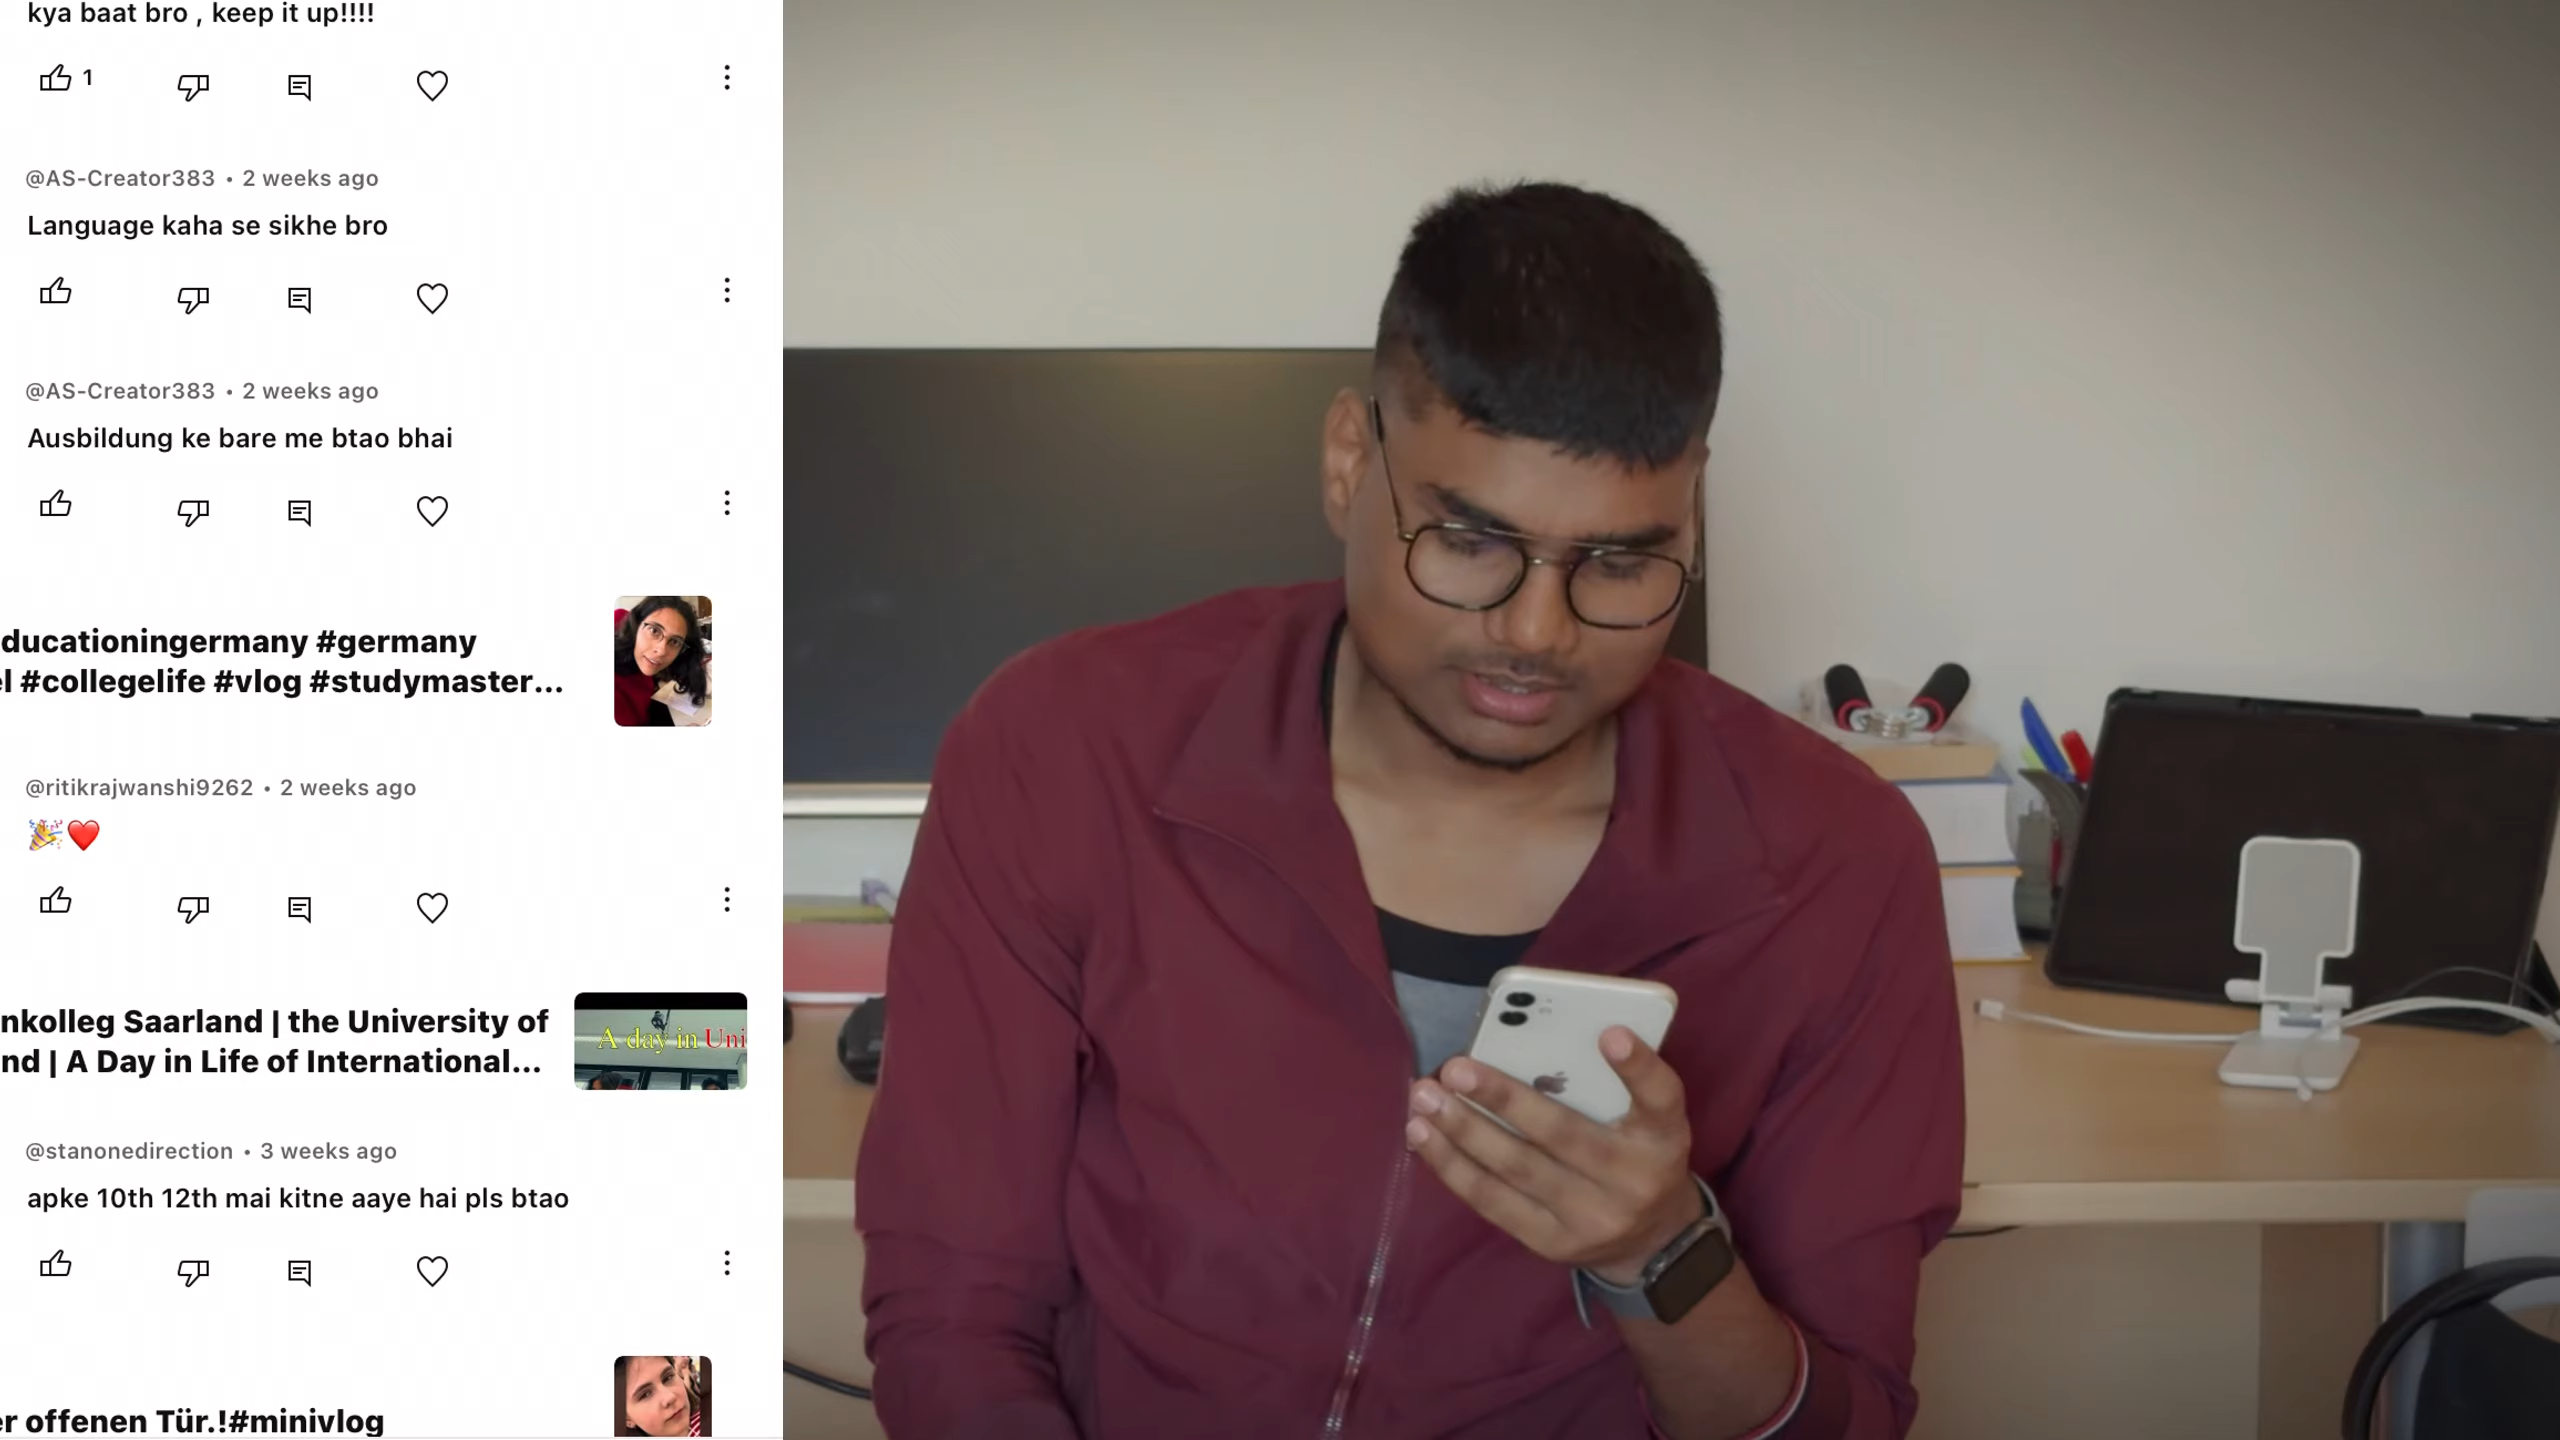 kya baat bro , keep it up!!!!
1
@AS-Creator383 • 2 weeks ago
Language kaha se sikhe bro
@AS-Creator383 • 2 weeks ago
Ausbildung ke bare me btao bhai
ducationingermany #germany
el #collegelife #vlog #studymaster...
@ritikrajwanshi9262 • 2 weeks ago
🎉❤️
nkolleg Saarland | the University of
nd | A Day in Life of International...
A day in Uni
@stanonedirection • 3 weeks ago
apke 10th 12th mai kitne aaye hai pls btao
er offenen Tür.!#minivlog